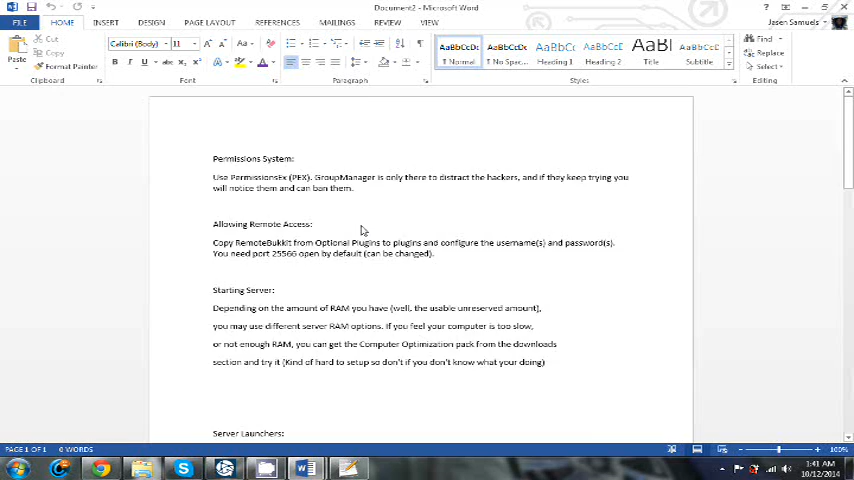 Document2 - Microsoft Word
FILE HOME INSERT DESIGN PAGE LAYOUT REFERENCES MAILINGS REVIEW VIEW
Jasen Samuels
Paste
Cut
Copy
Format Painter
Calibri (Body)
11
AaBbCcDc AaBbCcDc AaBbCc AaBbCcC AaBl AaBbCcD
¶ Normal ¶ No Spac... Heading 1 Heading 2 Title Subtitle
Find
Replace
Select
Clipboard Font Paragraph Styles Editing
Permissions System:
Use PermissionsEx (PEX). GroupManager is only there to distract the hackers, and if they keep trying you
will notice them and can ban them.
Allowing Remote Access:
Copy RemoteBukkit from Optional Plugins to plugins and configure the username(s) and password(s).
You need port 25566 open by default (can be changed).
Starting Server:
Depending on the amount of RAM you have (well, the usable unreserved amount),
you may use different server RAM options. If you feel your computer is too slow,
or not enough RAM, you can get the Computer Optimization pack from the downloads
section and try it (Kind of hard to setup so don't if you don't know what your doing)
Server Launchers:
PAGE 1 OF 1 0 WORDS
100%
1:41 AM
10/12/2014